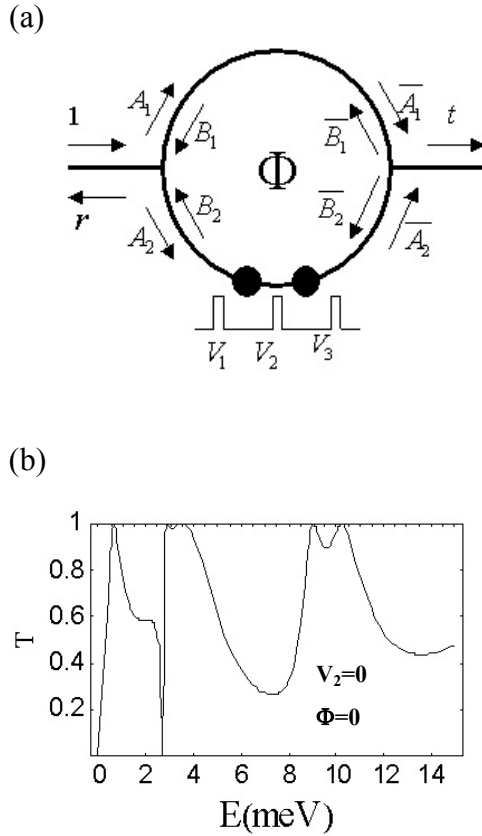 (a)
1
A₁
B₁
A̅₁
B̅₁
t
Φ
r
A₂
B₂
B̅₂
A̅₂
V₁ V₂ V₃
(b)
1
0.8
0.6
0.4
0.2
T
V₂=0
Φ=0
0 2 4 6 8 10 12 14
E(meV)